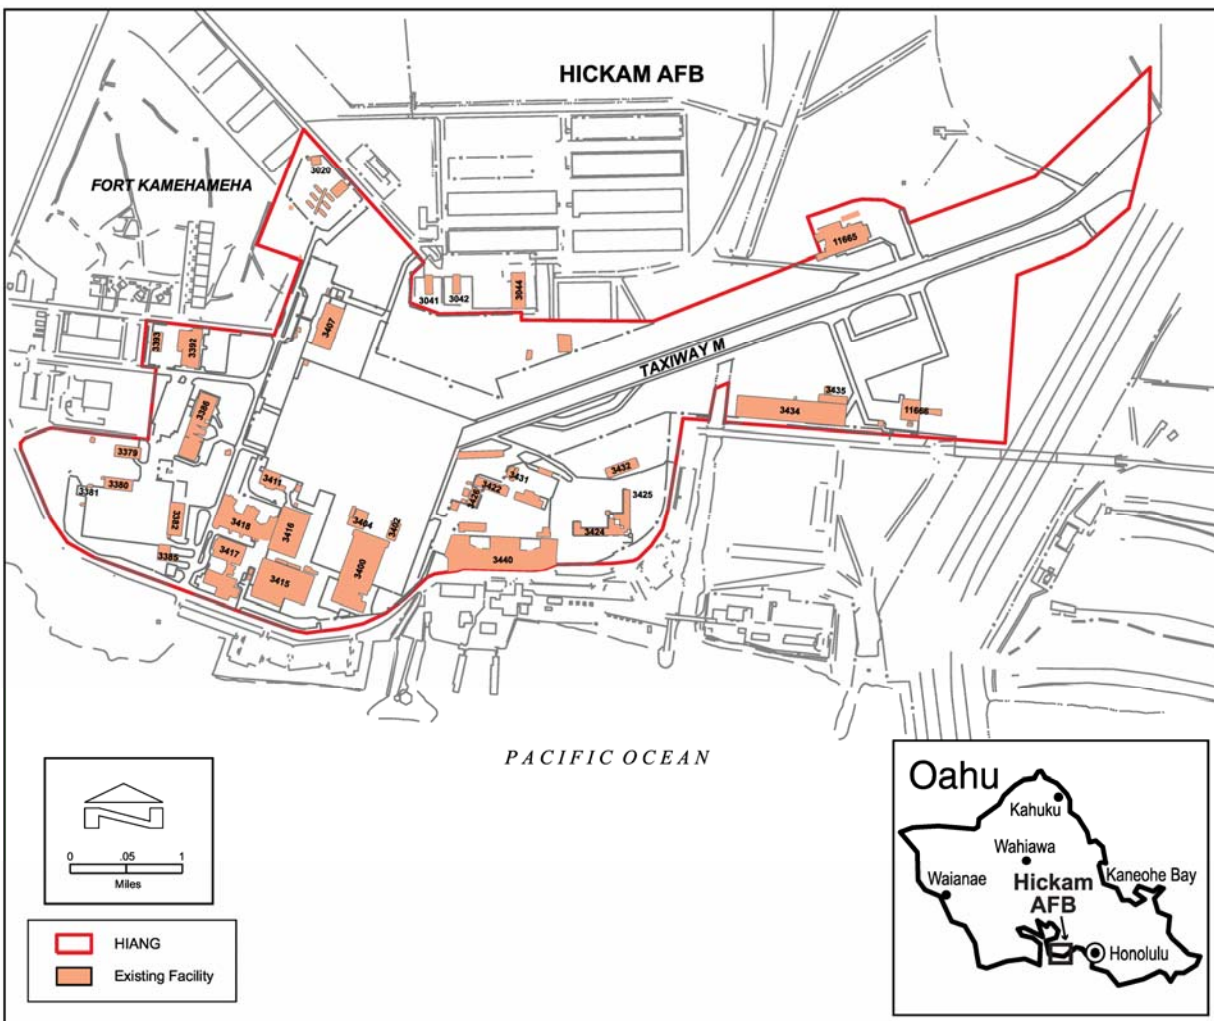 HICKAM AFB
FORT KAMEHAMEHA
3020
11665
3041
3042
3044
3407
3393
3392
TAXIWAY M
3435
3434
11666
3386
3379
3380
3381
3382
3385
3411
3418
3416
3417
3415
3404
3402
3400
3431
3422
3426
3432
3425
3424
3440
PACIFIC OCEAN
0 .05 1
Miles
HIANG
Existing Facility
Oahu
Kahuku
Wahiawa
Waianae
Kaneohe Bay
Hickam
AFB
Honolulu